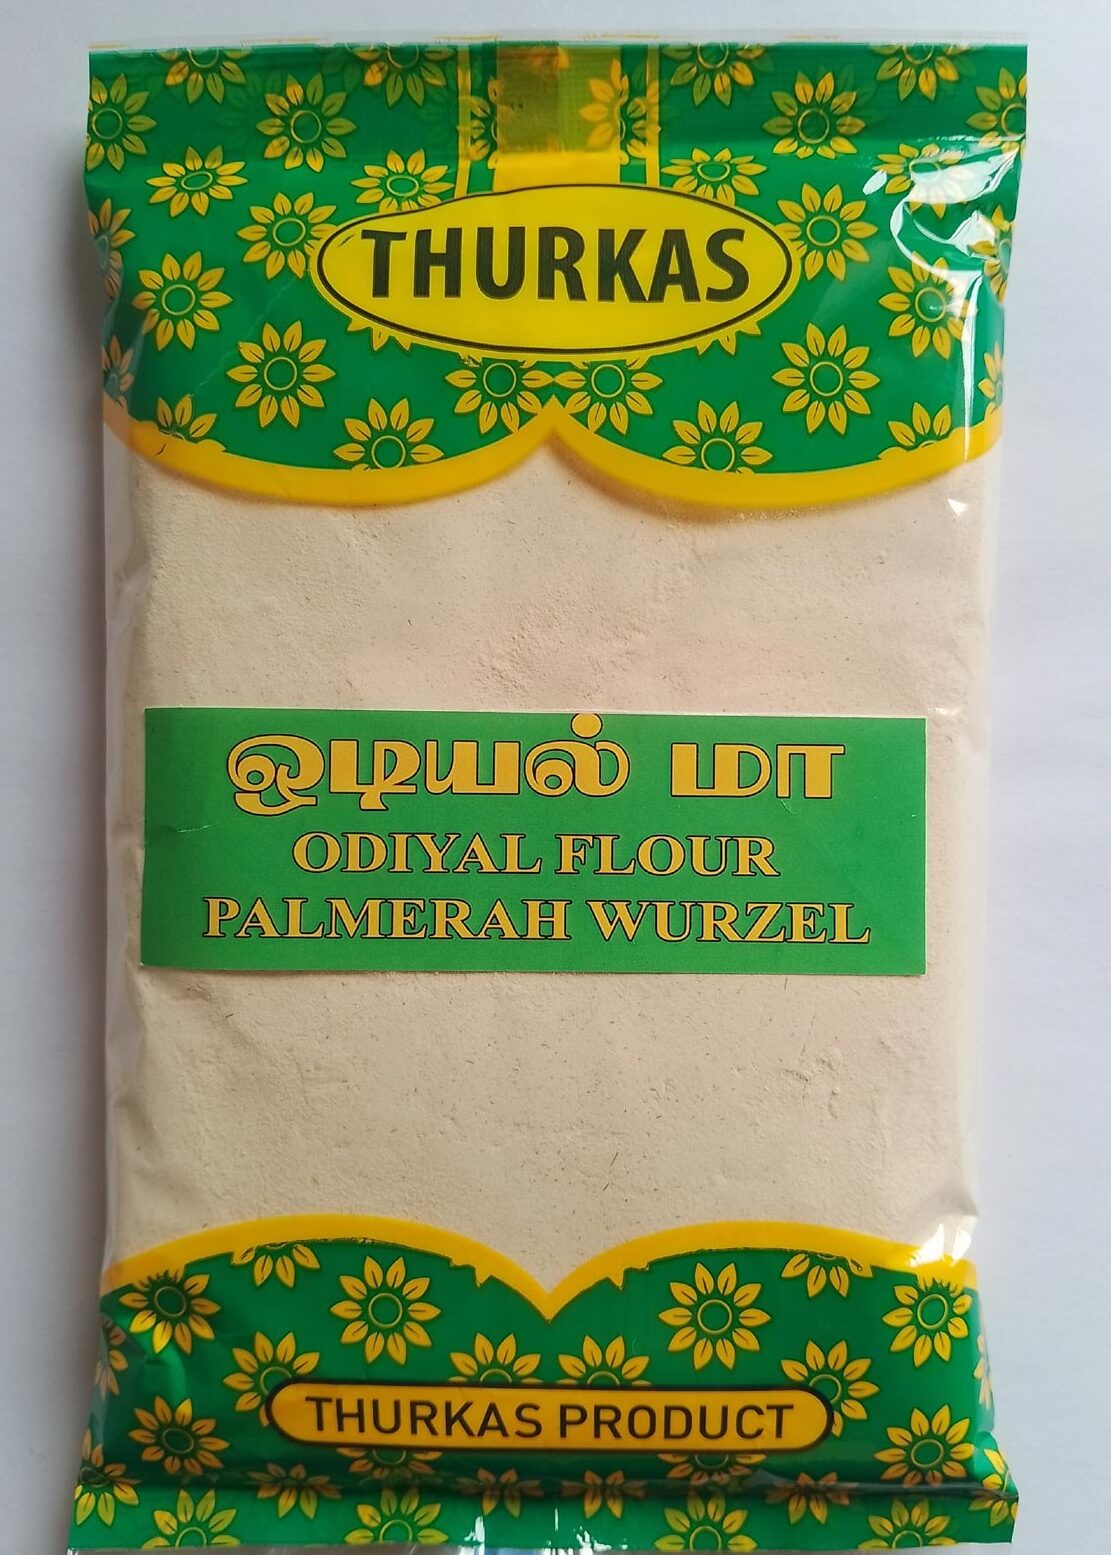 THURKAS
ஒடியல் மா
ODIYAL FLOUR
PALMERAH WURZEL
THURKAS PRODUCT